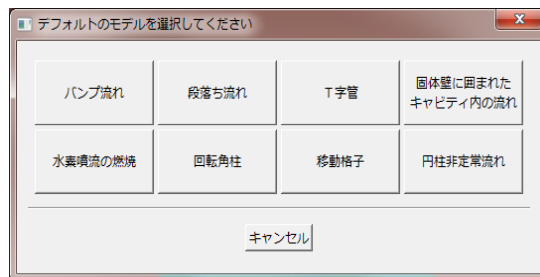 デフォルトのモデルを選択してください
バンプ流れ
段落ち流れ
T字管
固体壁に囲まれた
キャビティ内の流れ
水素噴流の燃焼
回転角柱
移動格子
円柱非定常流れ
キャンセル